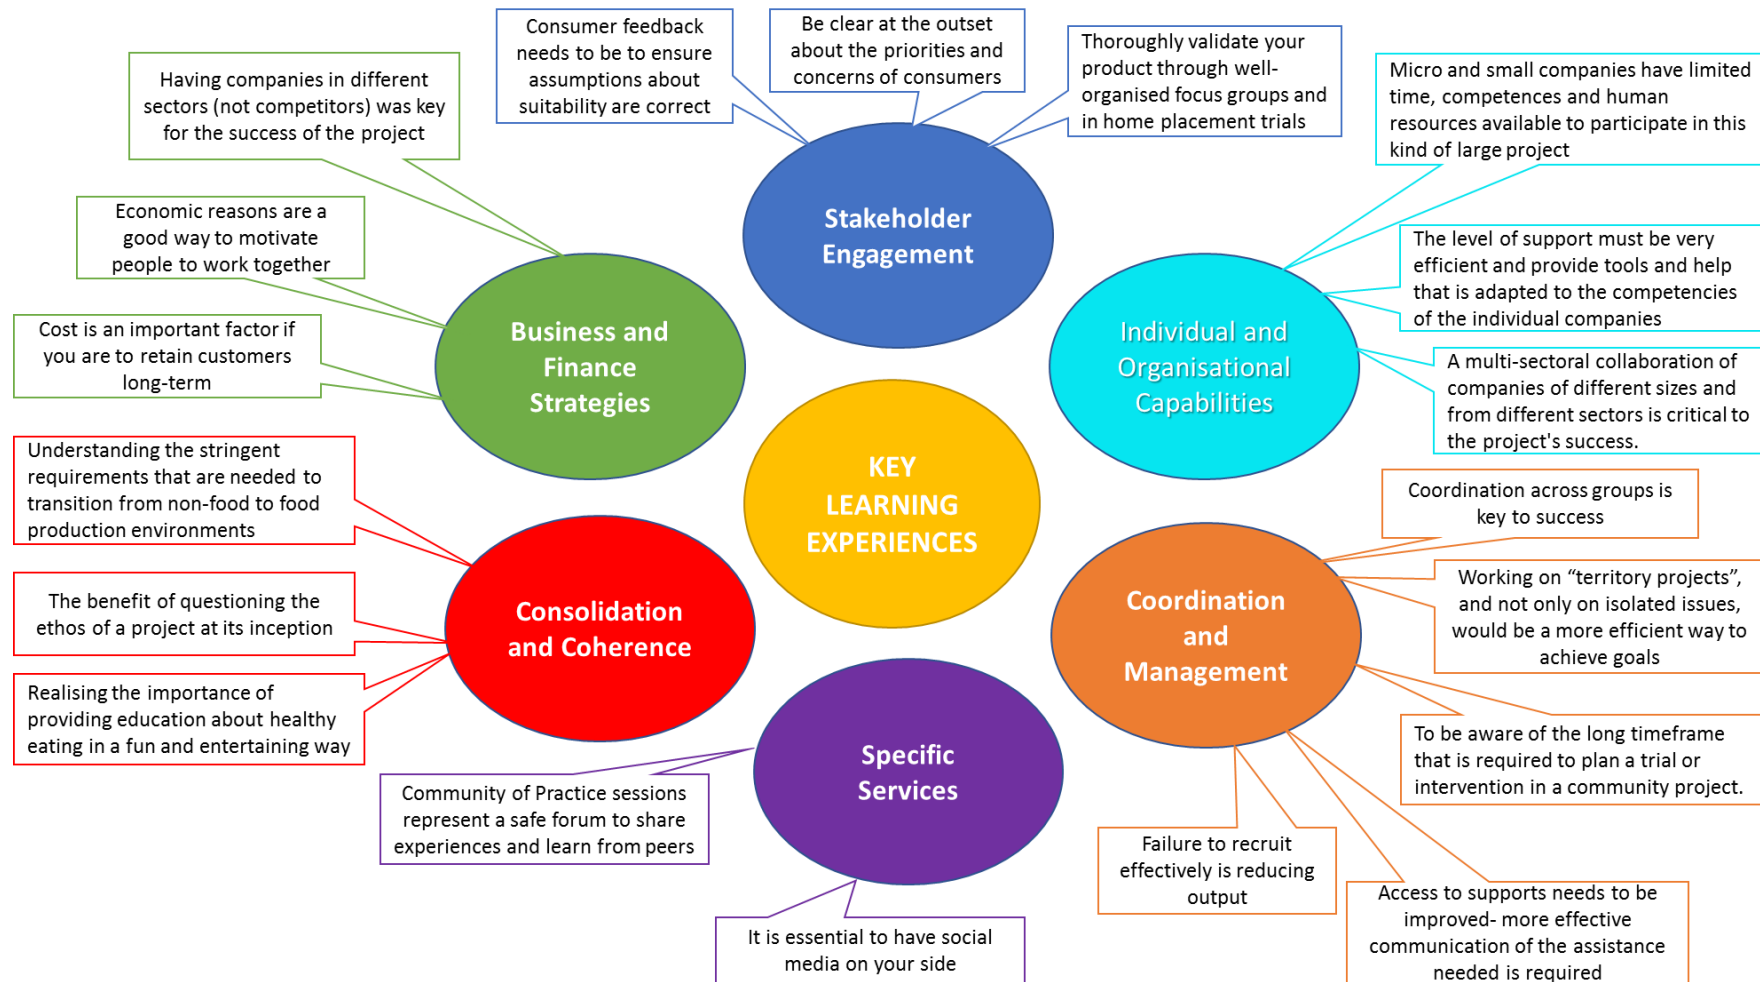 Consumer feedback
needs to be to ensure
assumptions about
suitability are correct
Be clear at the outset
about the priorities and
concerns of consumers
Thoroughly validate your
product through well-
organised focus groups and
in home placement trials
Having companies in different
sectors (not competitors) was key
for the success of the project
Micro and small companies have limited
time, competences and human
resources available to participate in this
kind of large project
Economic reasons are a
good way to motivate
people to work together
Stakeholder
Engagement
The level of support must be very
efficient and provide tools and help
that is adapted to the competencies
of the individual companies
Cost is an important factor if
you are to retain customers
long-term
Business and
Finance
Strategies
Individual and
Organisational
Capabilities
A multi-sectoral collaboration of
companies of different sizes and
from different sectors is critical to
the project's success.
Understanding the stringent
requirements that are needed to
transition from non-food to food
production environments
KEY
LEARNING
EXPERIENCES
Coordination across groups is
key to success
The benefit of questioning the
ethos of a project at its inception
Consolidation
and Coherence
Coordination
and
Management
Working on “territory projects”,
and not only on isolated issues,
would be a more efficient way to
achieve goals
Realising the importance of
providing education about healthy
eating in a fun and entertaining way
Specific
Services
To be aware of the long timeframe
that is required to plan a trial or
intervention in a community project.
Community of Practice sessions
represent a safe forum to share
experiences and learn from peers
Failure to recruit
effectively is reducing
output
It is essential to have social
media on your side
Access to supports needs to be
improved- more effective
communication of the assistance
needed is required